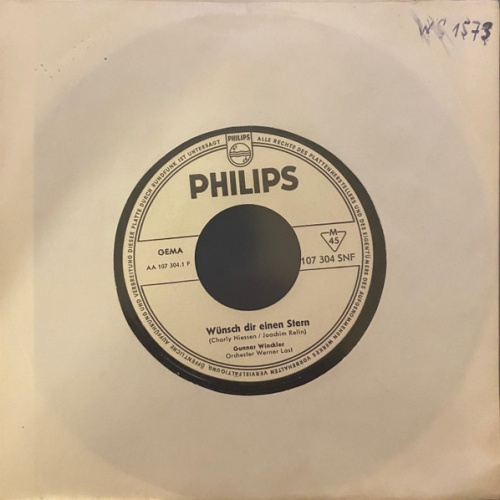 WS 1573
ALLE RECHTE DES PLATTENHERSTELLERS UND DES EIGENTÜMERS DES AUFGENOMMENEN WERKES VORBEHALTEN
UNERLAUBTE VERVIELFÄLTIGUNG, ÖFFENTLICHE AUFFÜHRUNG UND VERBREITUNG DIESER PLATTE DURCH RUNDFUNK IST UNTERSAGT
PHILIPS
PHILIPS
GEMA
AA 107 304.1 F
M
45
107 304 SNF
Wünsch dir einen Stern
(Charly Niessen / Joachim Relin)
Gunnar Winckler
Orchester Werner Last